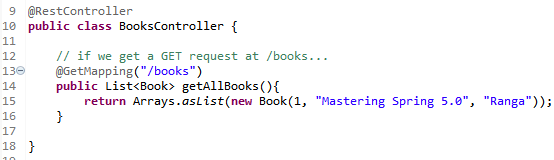 9 @RestController
10 public class BooksController {
11
12 // if we get a GET request at /books...
13 @GetMapping("/books")
14 public List<Book> getAllBooks(){
15 return Arrays.asList(new Book(1, "Mastering Spring 5.0", "Ranga"));
16 }
17
18 }